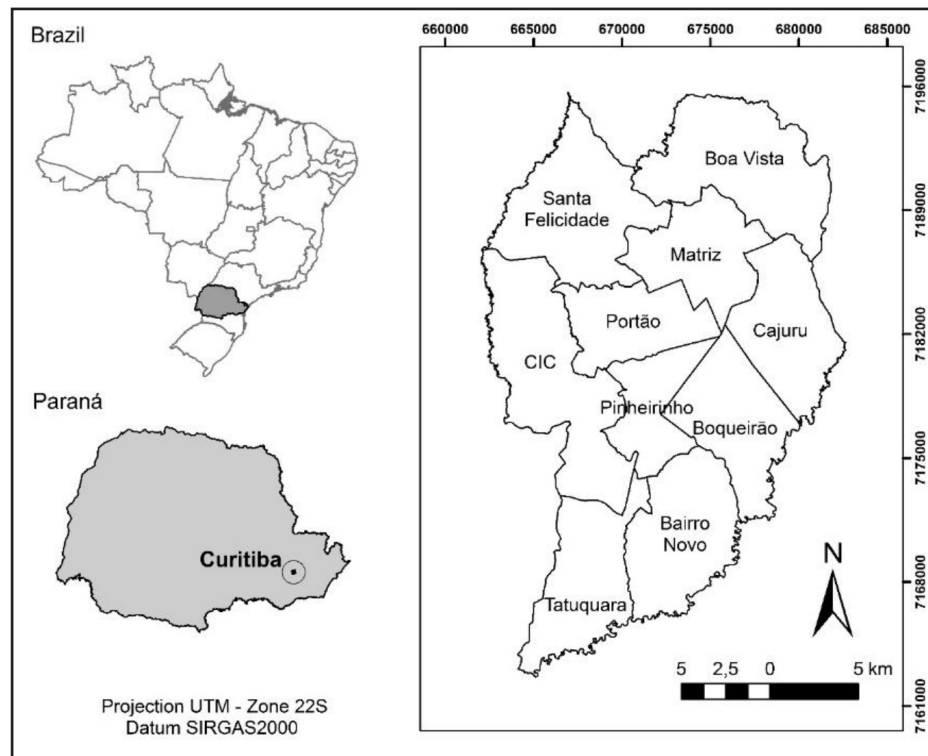 Brazil
Paraná
Curitiba
Projection UTM - Zone 22S
Datum SIRGAS2000
660000 665000 670000 675000 680000 685000
7196000
7189000
7182000
7175000
7168000
7161000
Boa Vista
Santa
Felicidade
Matriz
Portão
Cajuru
CIC
Pinheirinho
Boqueirão
Bairro
Novo
Tatuquara
N
5 2,5 0 5 km